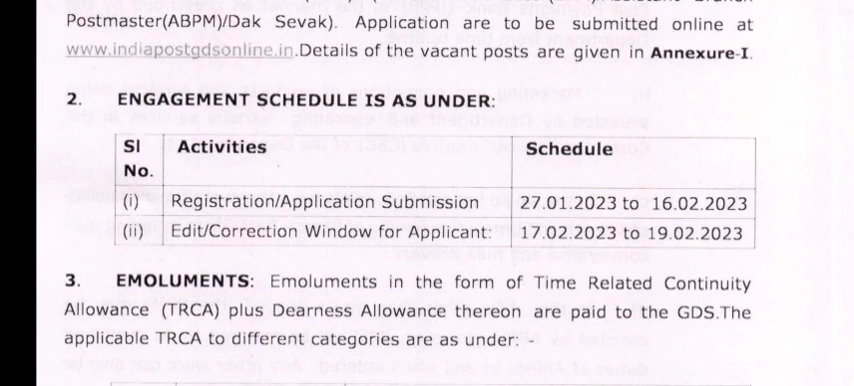 Postmaster(ABPM)/Dak Sevak). Application are to be submitted online at
www.indiapostgdsonline.in.Details of the vacant posts are given in Annexure-I.
2. ENGAGEMENT SCHEDULE IS AS UNDER:
Sl No. Activities Schedule
(i) Registration/Application Submission 27.01.2023 to 16.02.2023
(ii) Edit/Correction Window for Applicant: 17.02.2023 to 19.02.2023
3. EMOLUMENTS: Emoluments in the form of Time Related Continuity
Allowance (TRCA) plus Dearness Allowance thereon are paid to the GDS.The
applicable TRCA to different categories are as under: -